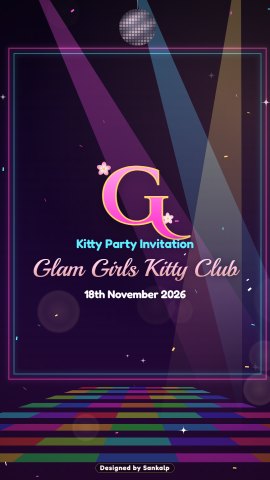 G
Kitty Party Invitation
Glam Girls Kitty Club
18th November 2026
Designed by Sankalp